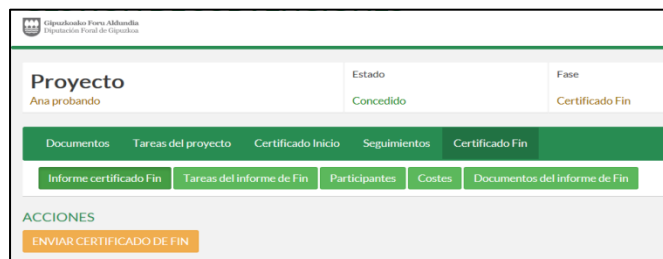 Gipuzkoako Foru Aldundia
Diputación Foral de Gipuzkoa
Proyecto
Ana probando
Estado
Concedido
Fase
Certificado Fin
Documentos Tareas del proyecto Certificado Inicio Seguimientos Certificado Fin
Informe certificado Fin Tareas del informe de Fin Participantes Costes Documentos del informe de Fin
ACCIONES
ENVIAR CERTIFICADO DE FIN